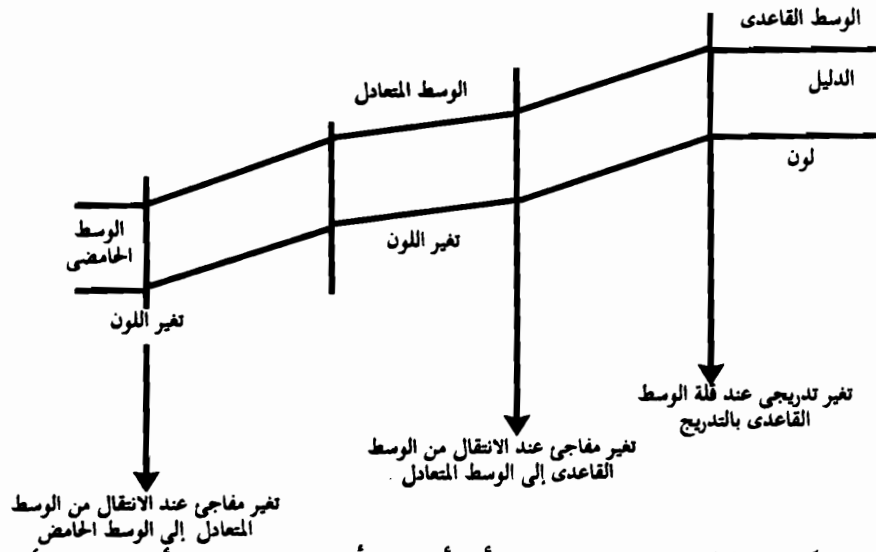 الوسط القاعدى
الدليل
الوسط المتعادل
لون
الوسط
الحامضى
تغير اللون
تغير اللون
تغير تدريجى عند قلة الوسط
القاعدى بالتدريج
تغير مفاجئ عند الانتقال من الوسط
القاعدى إلى الوسط المتعادل
تغير مفاجئ عند الانتقال من الوسط
المتعادل إلى الوسط الحامض